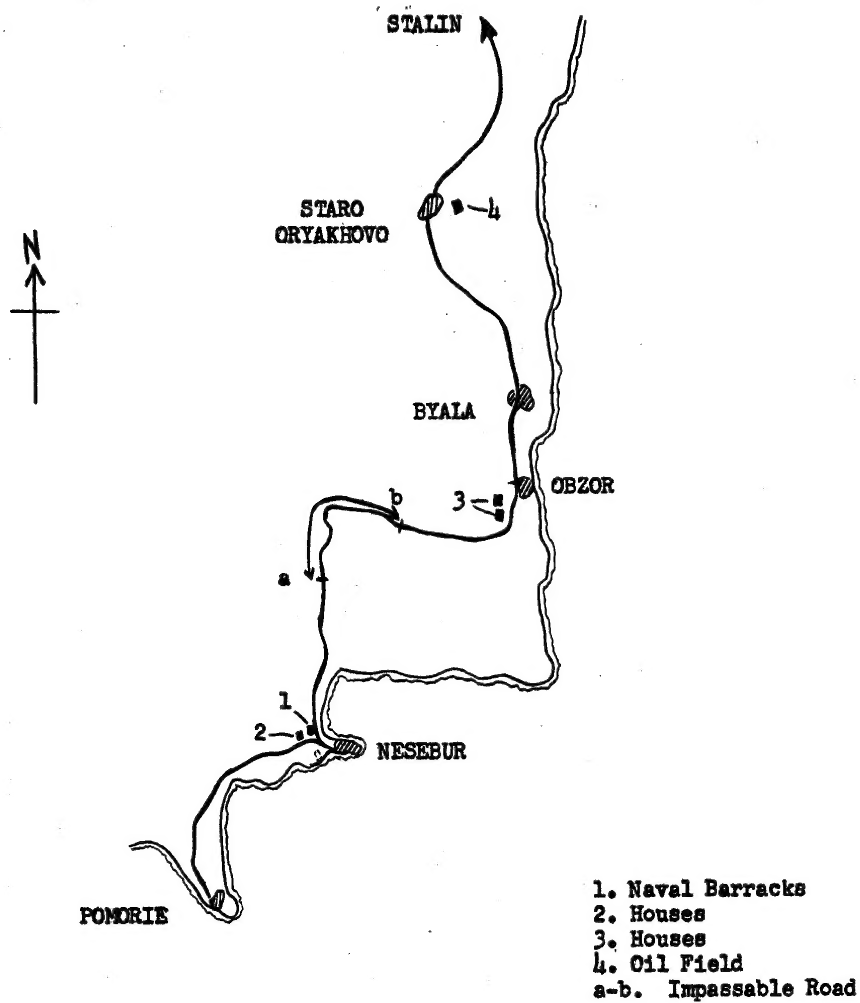 STALIN
STARO
ORYAKHOVO
4
N
BYALA
b
3
OBZOR
a
1
2
NESEBUR
POMORIE
1. Naval Barracks
2. Houses
3. Houses
4. Oil Field
a-b. Impassable Road